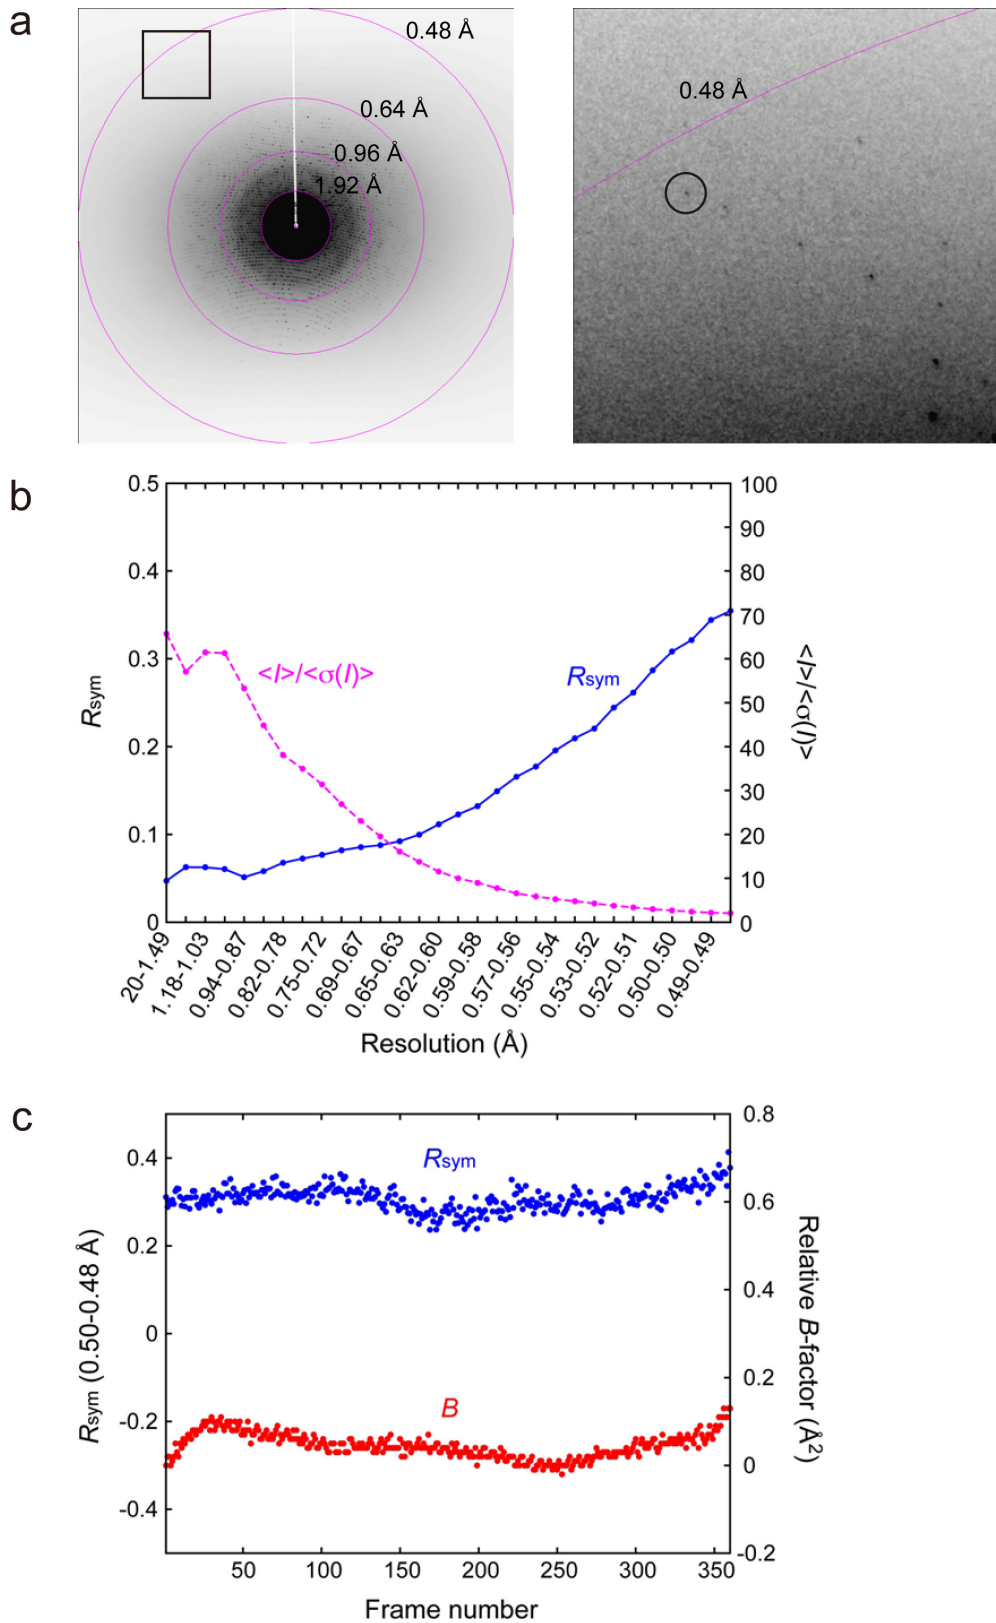 a
0.48 Å
0.64 Å
0.96 Å
1.92 Å
0.48 Å
b
0.5
0.4
0.3
0.2
0.1
0
Rsym
<I>/<σ(I)>
Rsym
100
90
80
70
60
50
40
30
20
10
0
<I>/<σ(I)>
20-1.49
1.18-1.03
0.94-0.87
0.82-0.78
0.75-0.72
0.69-0.67
0.65-0.63
0.62-0.60
0.59-0.58
0.57-0.56
0.55-0.54
0.53-0.52
0.52-0.51
0.50-0.50
0.49-0.49
Resolution (Å)
c
0.4
0.2
0
-0.2
-0.4
Rsym (0.50-0.48 Å)
Rsym
B
0.8
0.6
0.4
0.2
0
-0.2
Relative B-factor (Å2)
50
100
150
200
250
300
350
Frame number